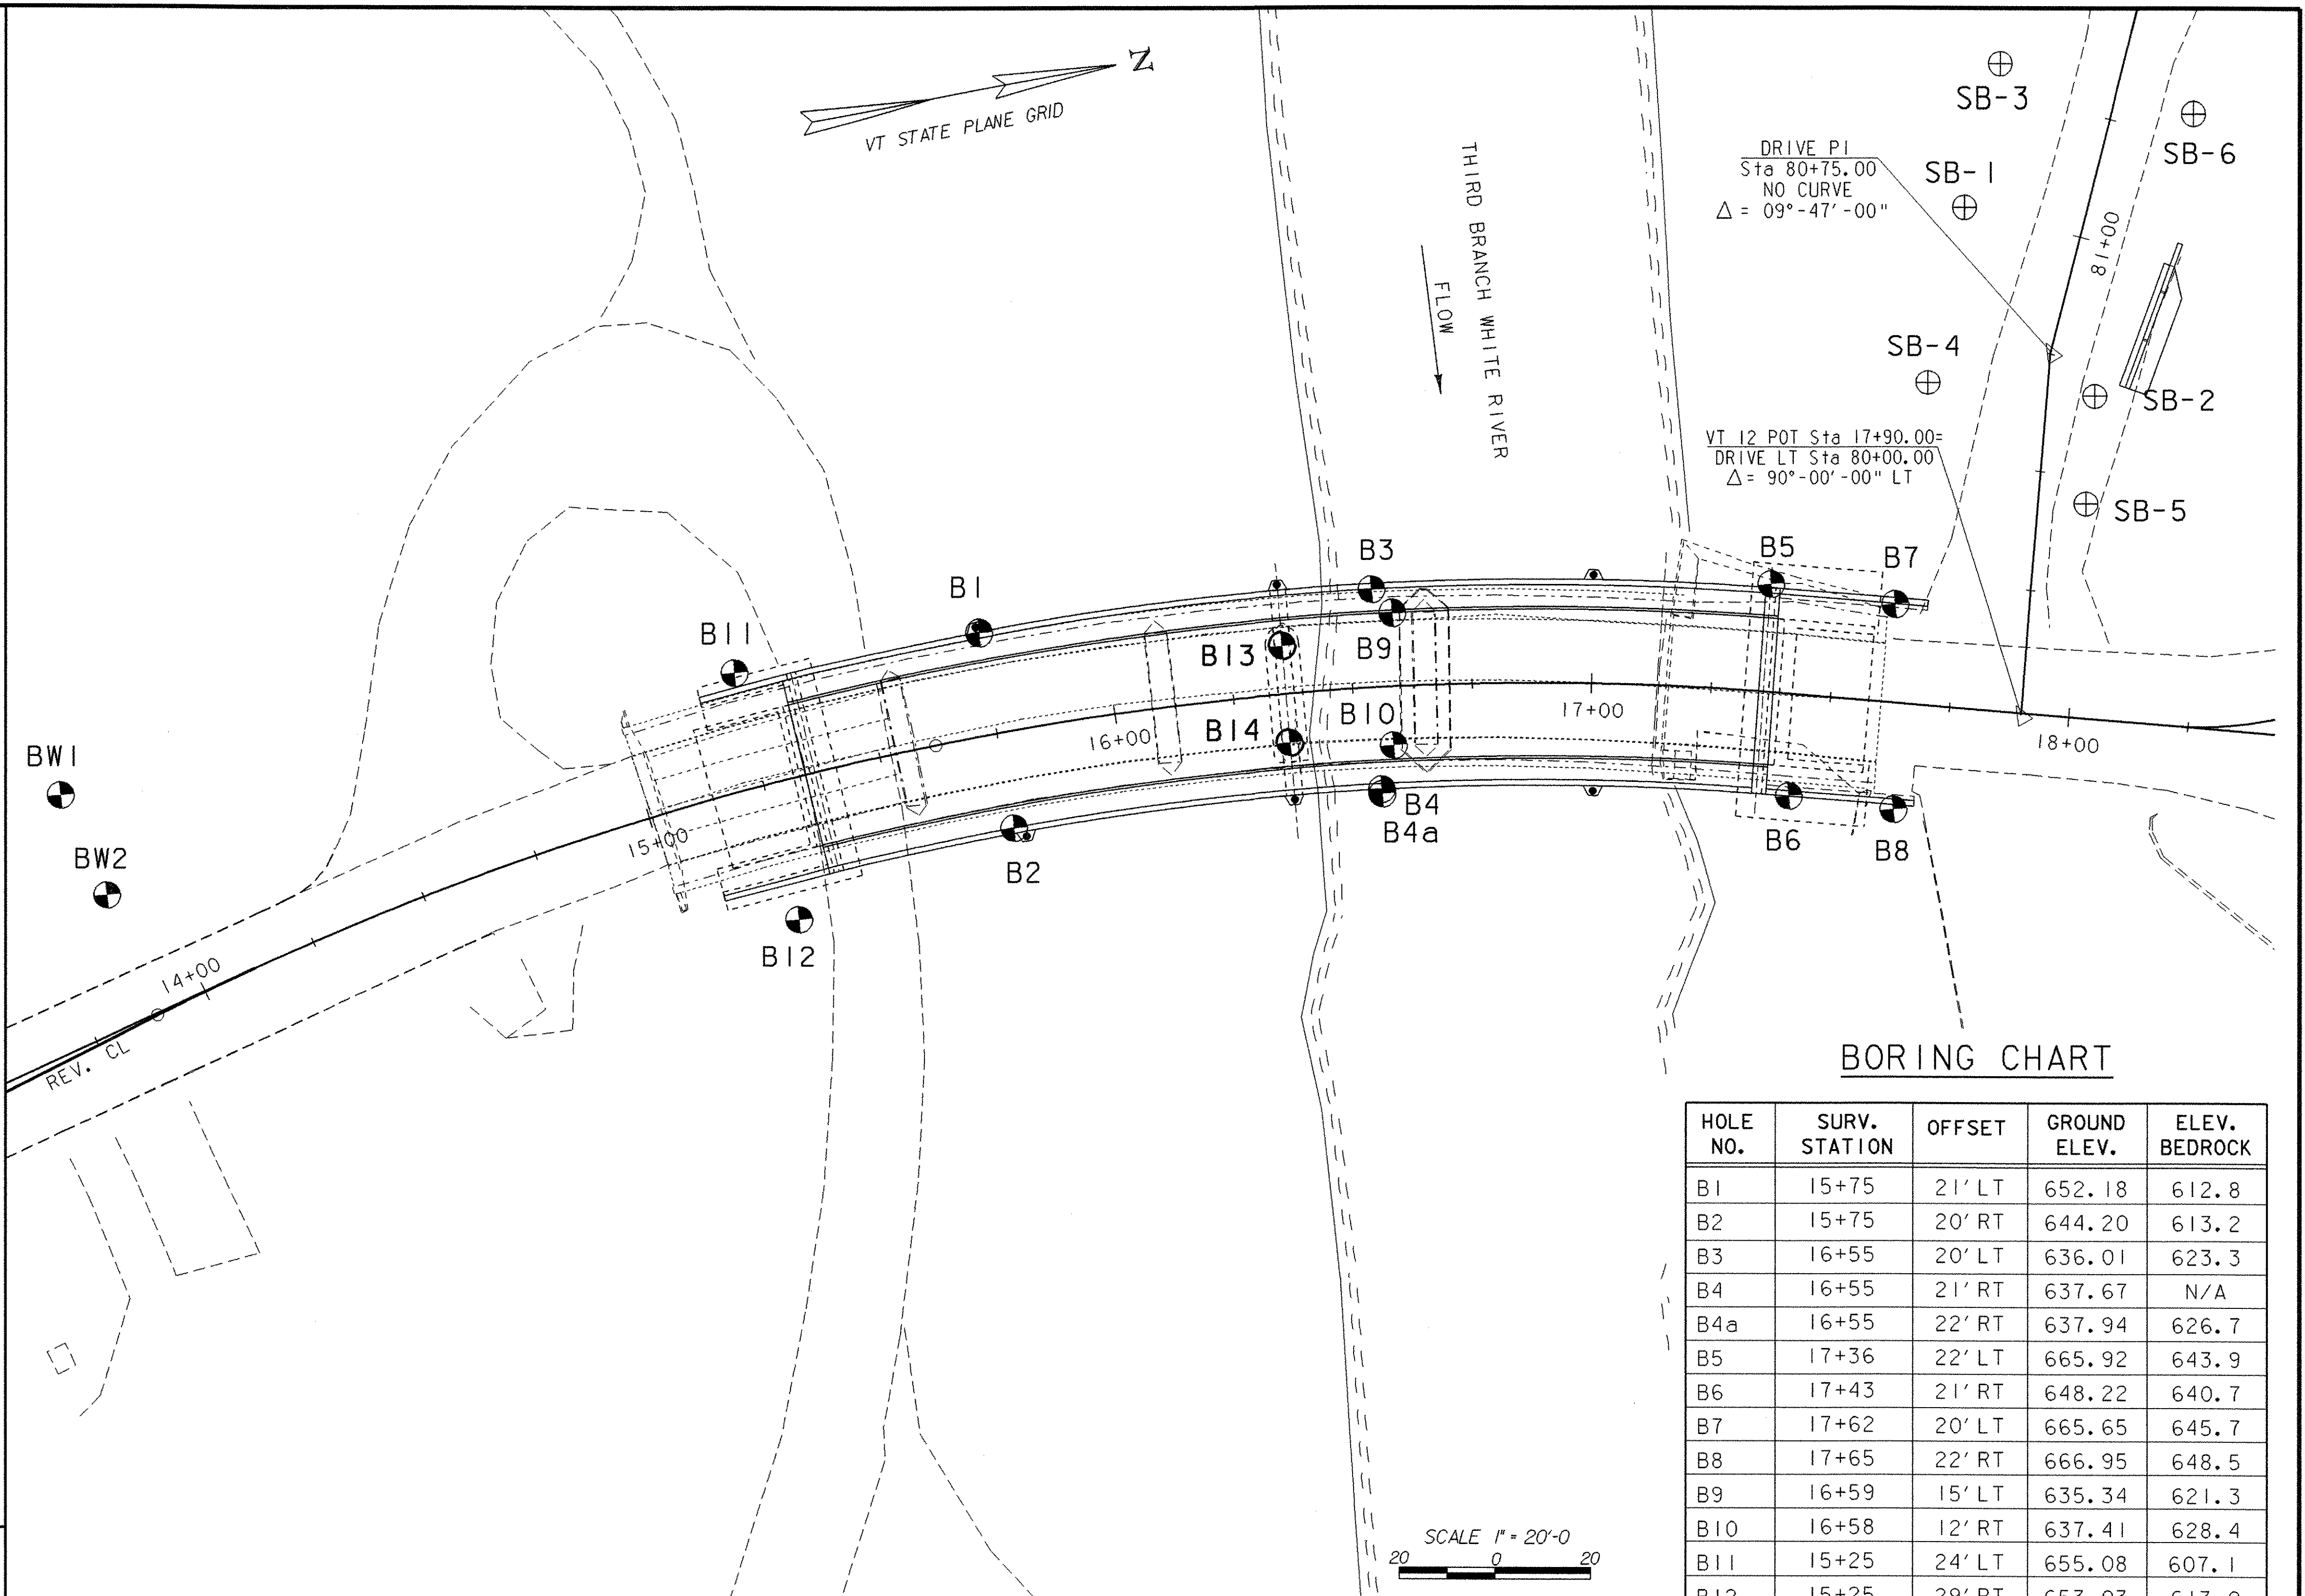 Z
VT STATE PLANE GRID
THIRD BRANCH WHITE RIVER
FLOW
SB-3
SB-6
SB-1
DRIVE PI
Sta 80+75.00
NO CURVE
Δ = 09°-47'-00"
81+00
SB-4
SB-2
VT 12 POT Sta 17+90.00=
DRIVE LT Sta 80+00.00
Δ = 90°-00'-00" LT
SB-5
B3
B5
B7
B1
B11
B13
B9
B14
B10
16+00
17+00
18+00
BW1
15+00
B4
B4a
B6
B8
BW2
B2
B12
14+00
REV. CL
BORING CHART
HOLE NO. SURV. STATION OFFSET GROUND ELEV. ELEV. BEDROCK
B1 15+75 21' LT 652.18 612.8
B2 15+75 20' RT 644.20 613.2
B3 16+55 20' LT 636.01 623.3
B4 16+55 21' RT 637.67 N/A
B4a 16+55 22' RT 637.94 626.7
B5 17+36 22' LT 665.92 643.9
B6 17+43 21' RT 648.22 640.7
B7 17+62 20' LT 665.65 645.7
B8 17+65 22' RT 666.95 648.5
B9 16+59 15' LT 635.34 621.3
B10 16+58 12' RT 637.41 628.4
B11 15+25 24' LT 655.08 607.1
SCALE 1" = 20'-0
20 0 20